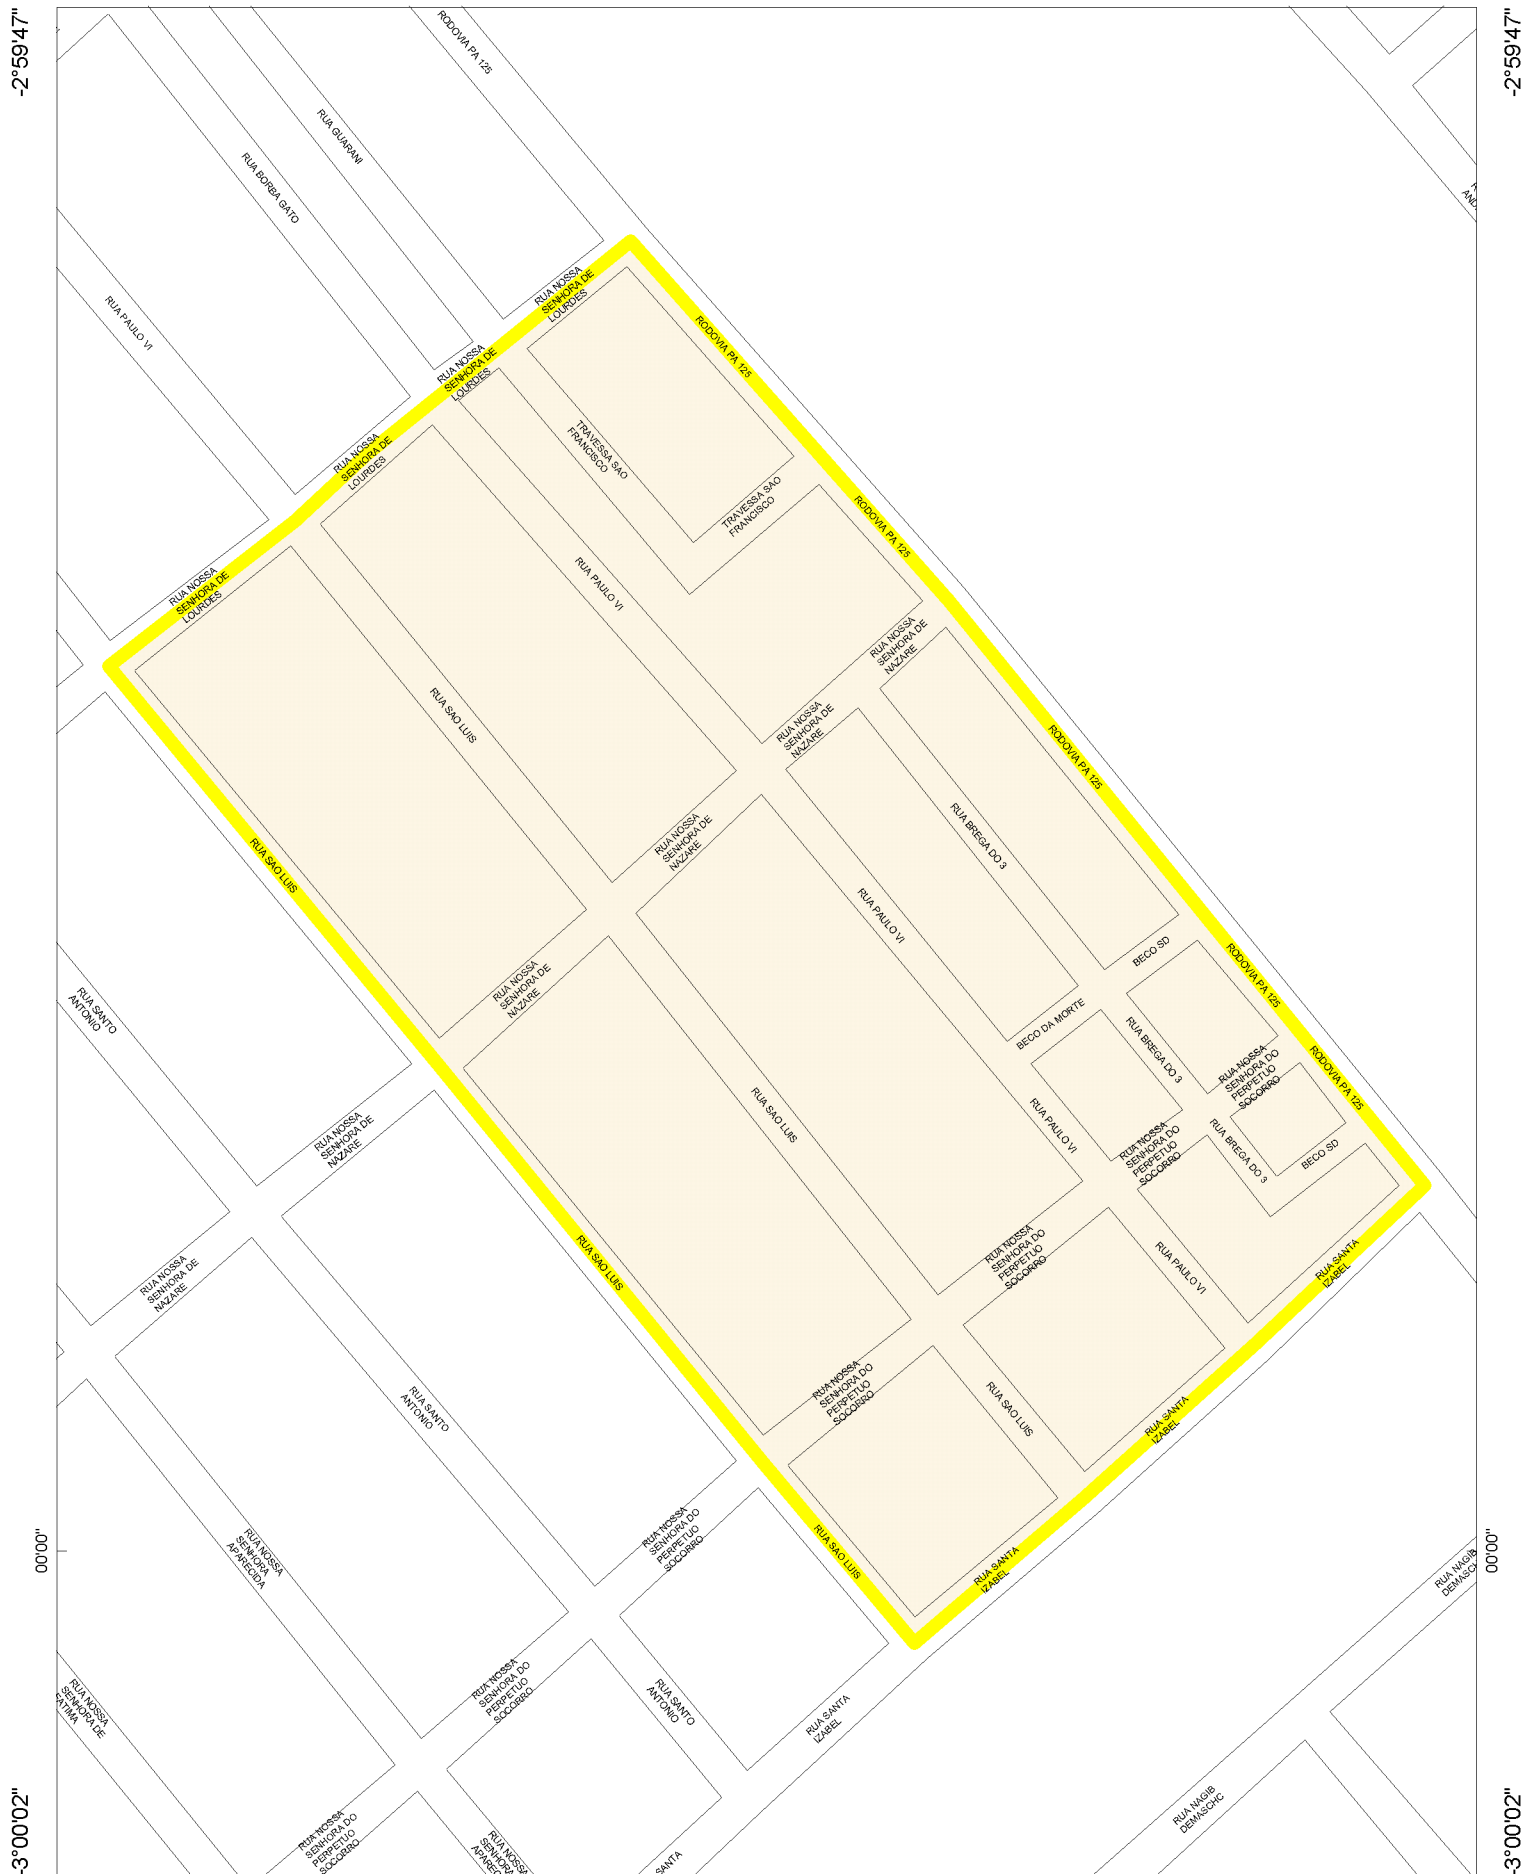 -2°59'47"
-2°59'47"
RODOVIA PA 125
RUA GUARANI
RUA BORBA GATO
RUA PAULO VI
RUA NOSSA
SENHORA DE
LOURDES
RUA NOSSA
SENHORA DE
LOURDES
RUA NOSSA
SENHORA DE
LOURDES
RUA NOSSA
SENHORA DE
LOURDES
RODOVIA PA 125
TRAVESSA SAO
FRANCISCO
TRAVESSA SAO
FRANCISCO
RODOVIA PA 125
RUA PAULO VI
RUA NOSSA
SENHORA DE
NAZARE
RUA SAO LUIS
RUA NOSSA
SENHORA DE
NAZARE
RODOVIA PA 125
RUA NOSSA
SENHORA DE
NAZARE
RUA BREGA DO 3
RUA SAO LUIS
RUA PAULO VI
RUA NOSSA
SENHORA DE
NAZARE
BECO SD
RODOVIA PA 125
RUA SANTO
ANTONIO
BECO DA MORTE
RUA BREGA DO 3
RUA NOSSA
SENHORA DO
PERPETUO
SOCORRO
RODOVIA PA 125
RUA SAO LUIS
RUA PAULO VI
RUA NOSSA
SENHORA DE
NAZARE
RUA NOSSA
SENHORA DO
PERPETUO
SOCORRO
RUA BREGA DO 3
BECO SD
RUA NOSSA
SENHORA DE
NAZARE
RUA SAO LUIS
RUA NOSSA
SENHORA DO
PERPETUO
SOCORRO
RUA PAULO VI
RUA SANTA
IZABEL
RUA SANTO
ANTONIO
RUA NOSSA
SENHORA DO
PERPETUO
SOCORRO
RUA SAO LUIS
RUA SANTA
IZABEL
RUA NOSSA
SENHORA
APARECIDA
RUA NOSSA
SENHORA DO
PERPETUO
SOCORRO
RUA SAO LUIS
RUA SANTA
IZABEL
00'00"
00'00"
RUA NAGIB
DEMASCH
RUA NOSSA
SENHORA DE
FATIMA
RUA NOSSA
SENHORA DO
PERPETUO
SOCORRO
RUA SANTO
ANTONIO
RUA SANTA
IZABEL
RUA NAGIB
DEMASCHC
RUA NOSSA
SENHORA DO
PERPETUO
SOCORRO
RUA NOSSA
SENHORA
SANTA
-3°00'02"
-3°00'02"